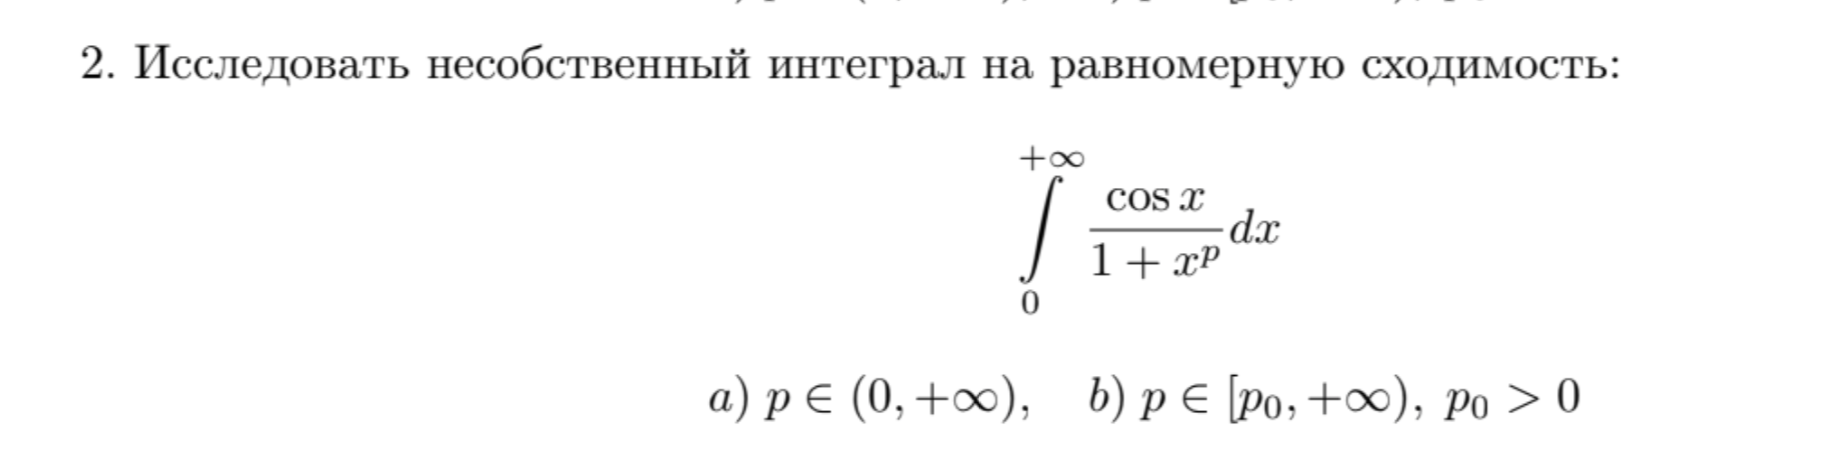 2. Исследовать несобственный интеграл на равномерную сходимость:
+∞
∫ cos x / (1 + x^p) dx
0
a) p ∈ (0, +∞), b) p ∈ [p₀, +∞), p₀ > 0